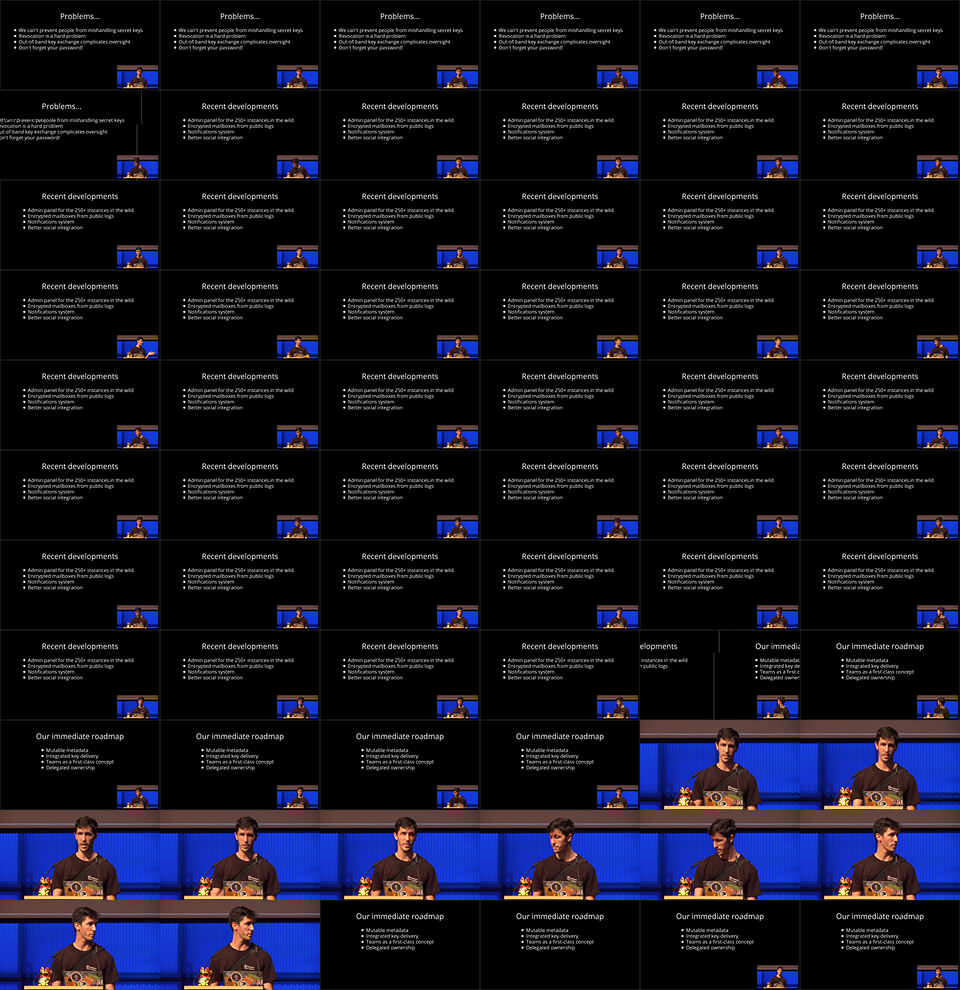 Problems...
We can't prevent people from mishandling secret keys
Revocation is a hard problem
Out of band key exchange complicates oversight
Don't forget your password!
Recent developments
Admin panel for the 250+ instances in the wild
Encrypted mailboxes from public logs
Notifications system
Better social integration
Our immediate roadmap
Mutable metadata
Integrated key delivery
Teams as a first-class concept
Delegated ownership